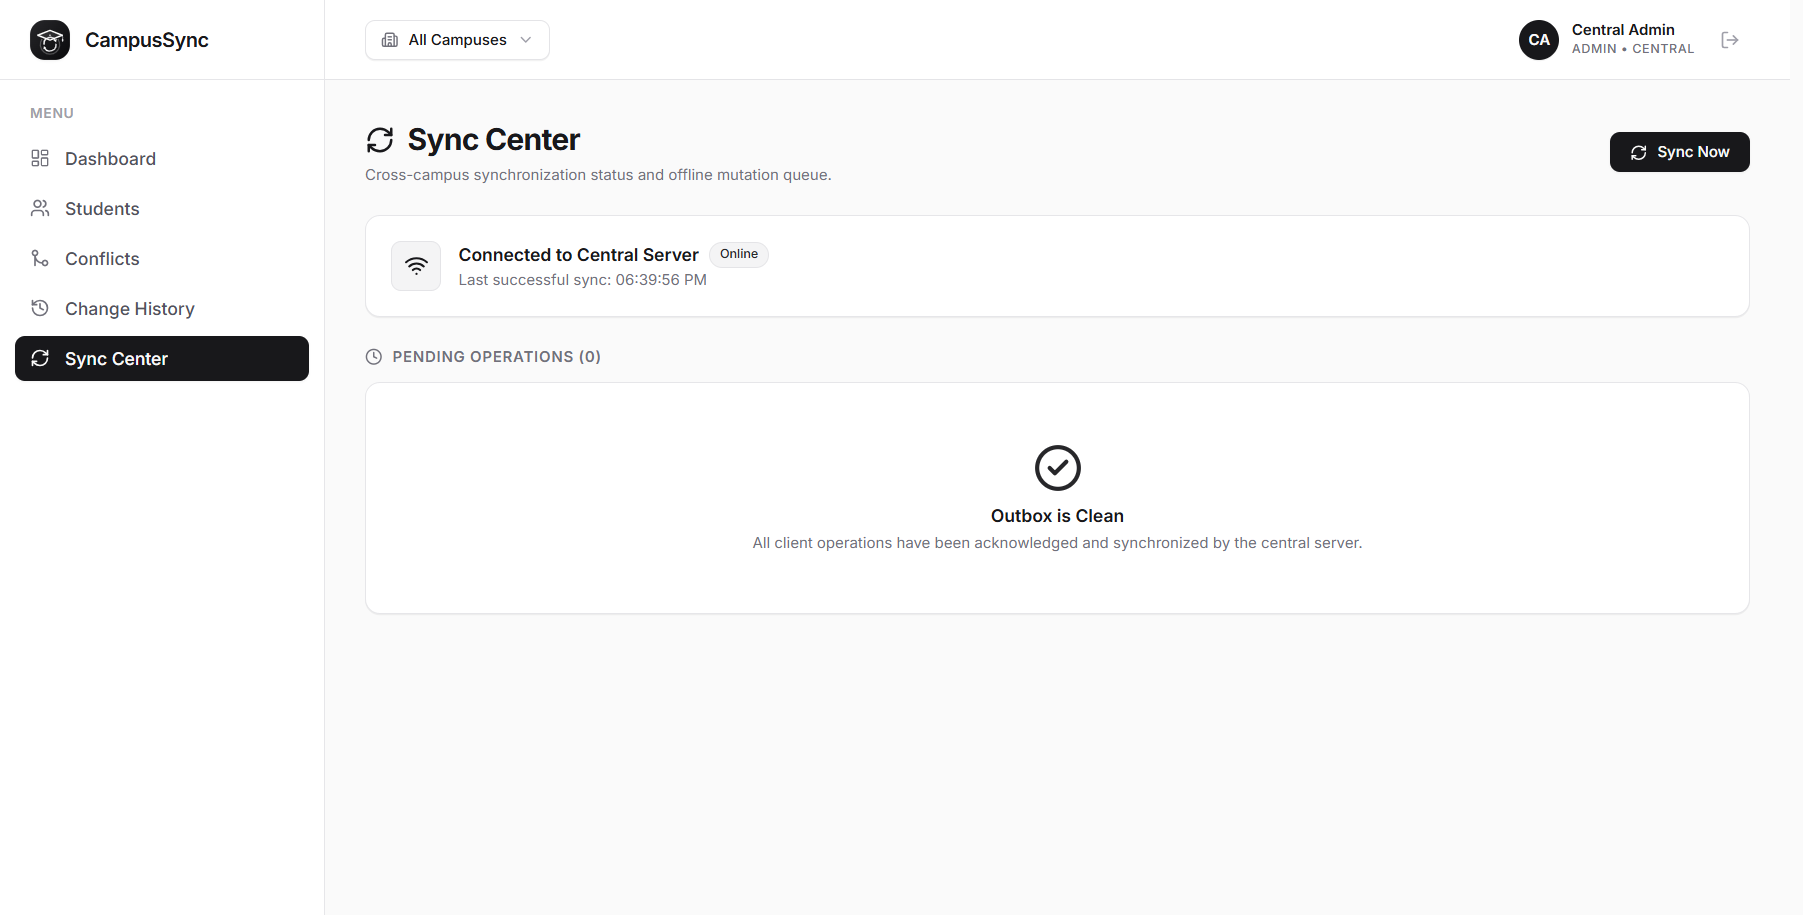 CampusSync
All Campuses
CA
Central Admin
ADMIN • CENTRAL
MENU
Dashboard
Students
Conflicts
Change History
Sync Center
Sync Center
Cross-campus synchronization status and offline mutation queue.
Sync Now
Connected to Central Server
Online
Last successful sync: 06:39:56 PM
PENDING OPERATIONS (0)
Outbox is Clean
All client operations have been acknowledged and synchronized by the central server.